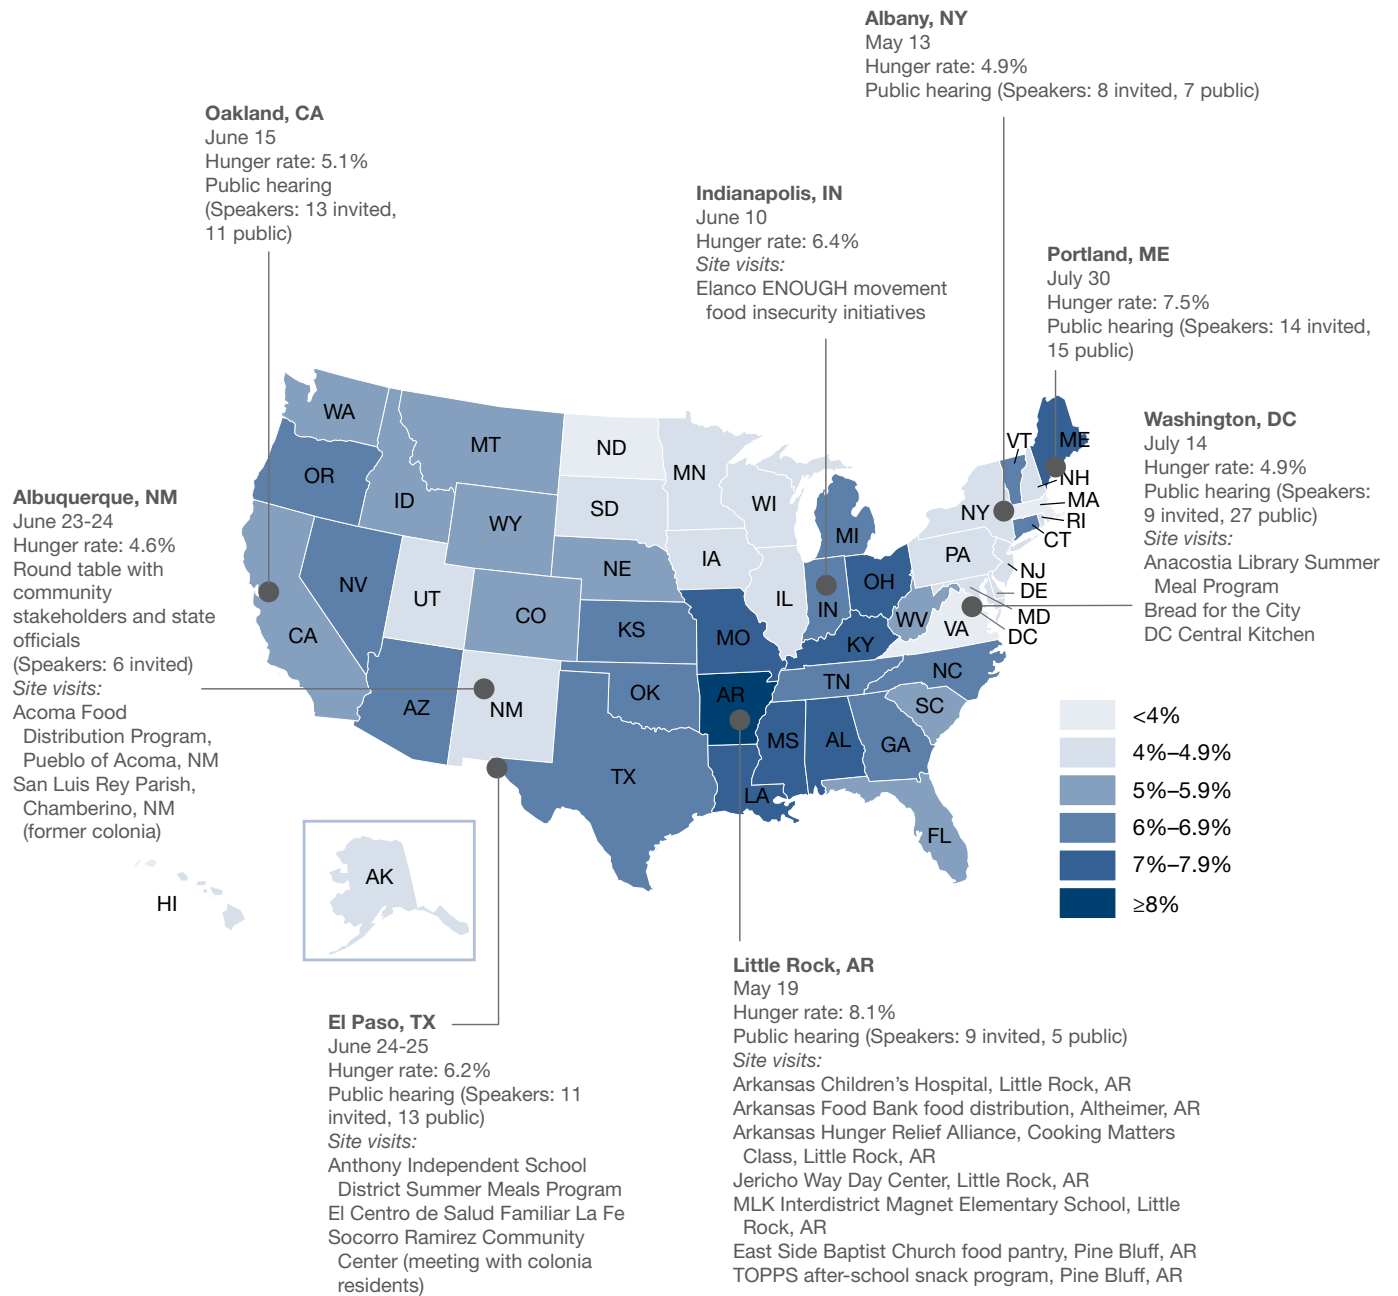 Albany, NY
May 13
Hunger rate: 4.9%
Public hearing (Speakers: 8 invited, 7 public)
Oakland, CA
June 15
Hunger rate: 5.1%
Public hearing
(Speakers: 13 invited,
11 public)
Indianapolis, IN
June 10
Hunger rate: 6.4%
Site visits:
Elanco ENOUGH movement
food insecurity initiatives
Portland, ME
July 30
Hunger rate: 7.5%
Public hearing (Speakers: 14 invited,
15 public)
Washington, DC
July 14
Hunger rate: 4.9%
Public hearing (Speakers:
9 invited, 27 public)
Site visits:
Anacostia Library Summer
Meal Program
Bread for the City
DC Central Kitchen
Albuquerque, NM
June 23-24
Hunger rate: 4.6%
Round table with
community
stakeholders and state
officials
(Speakers: 6 invited)
Site visits:
Acoma Food
Distribution Program,
Pueblo of Acoma, NM
San Luis Rey Parish,
Chamberino, NM
(former colonia)
WA
MT
ND
MN
VT
ME
OR
ID
WY
SD
WI
MI
NY
NH
MA
RI
CT
NV
UT
CO
NE
IA
IL
IN
OH
PA
NJ
DE
MD
DC
CA
KS
MO
KY
WV
VA
AZ
NM
OK
AR
TN
NC
SC
TX
LA
MS
AL
GA
FL
AK
HI
<4%
4%–4.9%
5%–5.9%
6%–6.9%
7%–7.9%
≥8%
El Paso, TX
June 24-25
Hunger rate: 6.2%
Public hearing (Speakers: 11
invited, 13 public)
Site visits:
Anthony Independent School
District Summer Meals Program
El Centro de Salud Familiar La Fe
Socorro Ramirez Community
Center (meeting with colonia
residents)
Little Rock, AR
May 19
Hunger rate: 8.1%
Public hearing (Speakers: 9 invited, 5 public)
Site visits:
Arkansas Children’s Hospital, Little Rock, AR
Arkansas Food Bank food distribution, Altheimer, AR
Arkansas Hunger Relief Alliance, Cooking Matters
Class, Little Rock, AR
Jericho Way Day Center, Little Rock, AR
MLK Interdistrict Magnet Elementary School, Little
Rock, AR
East Side Baptist Church food pantry, Pine Bluff, AR
TOPPS after-school snack program, Pine Bluff, AR